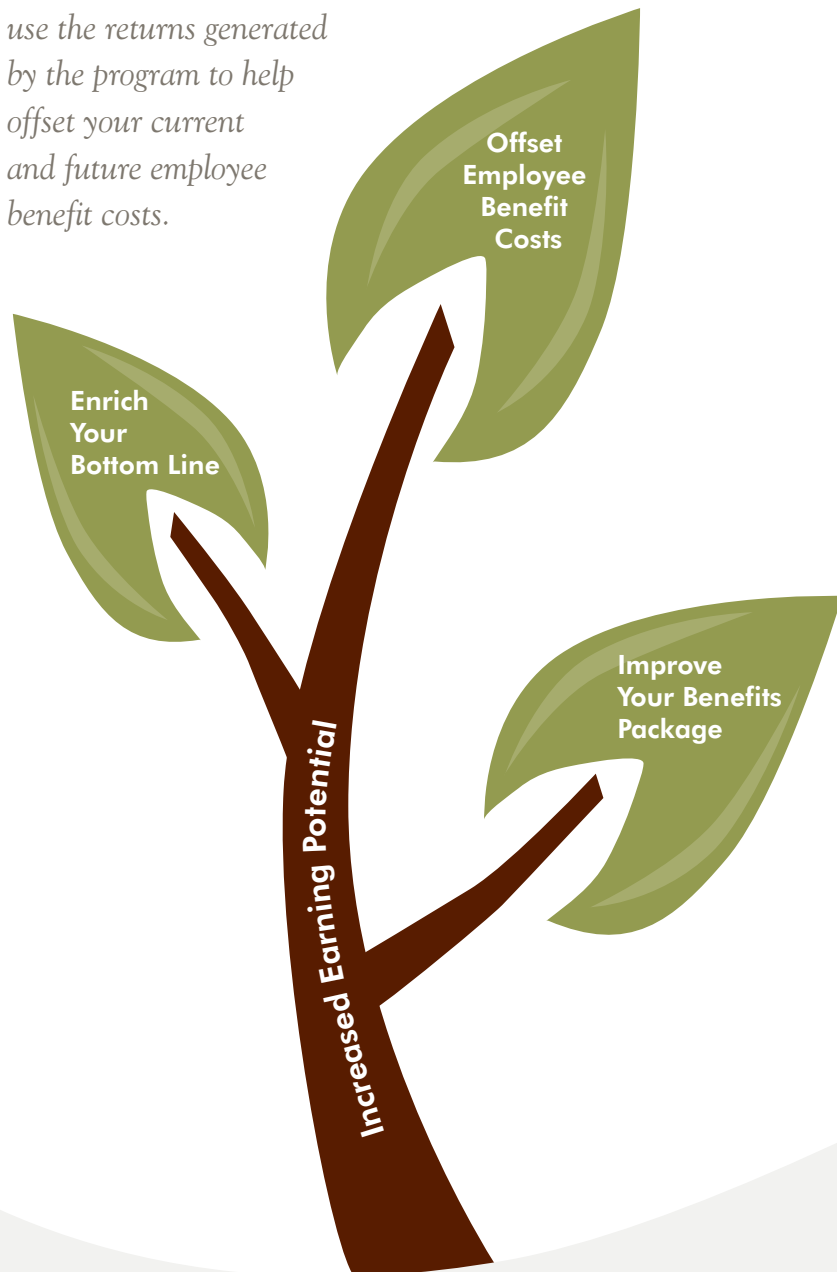 use the returns generated
by the program to help
offset your current
and future employee
benefit costs.
Offset
Employee
Benefit
Costs
Enrich
Your
Bottom Line
Improve
Your Benefits
Package
Increased Earning Potential